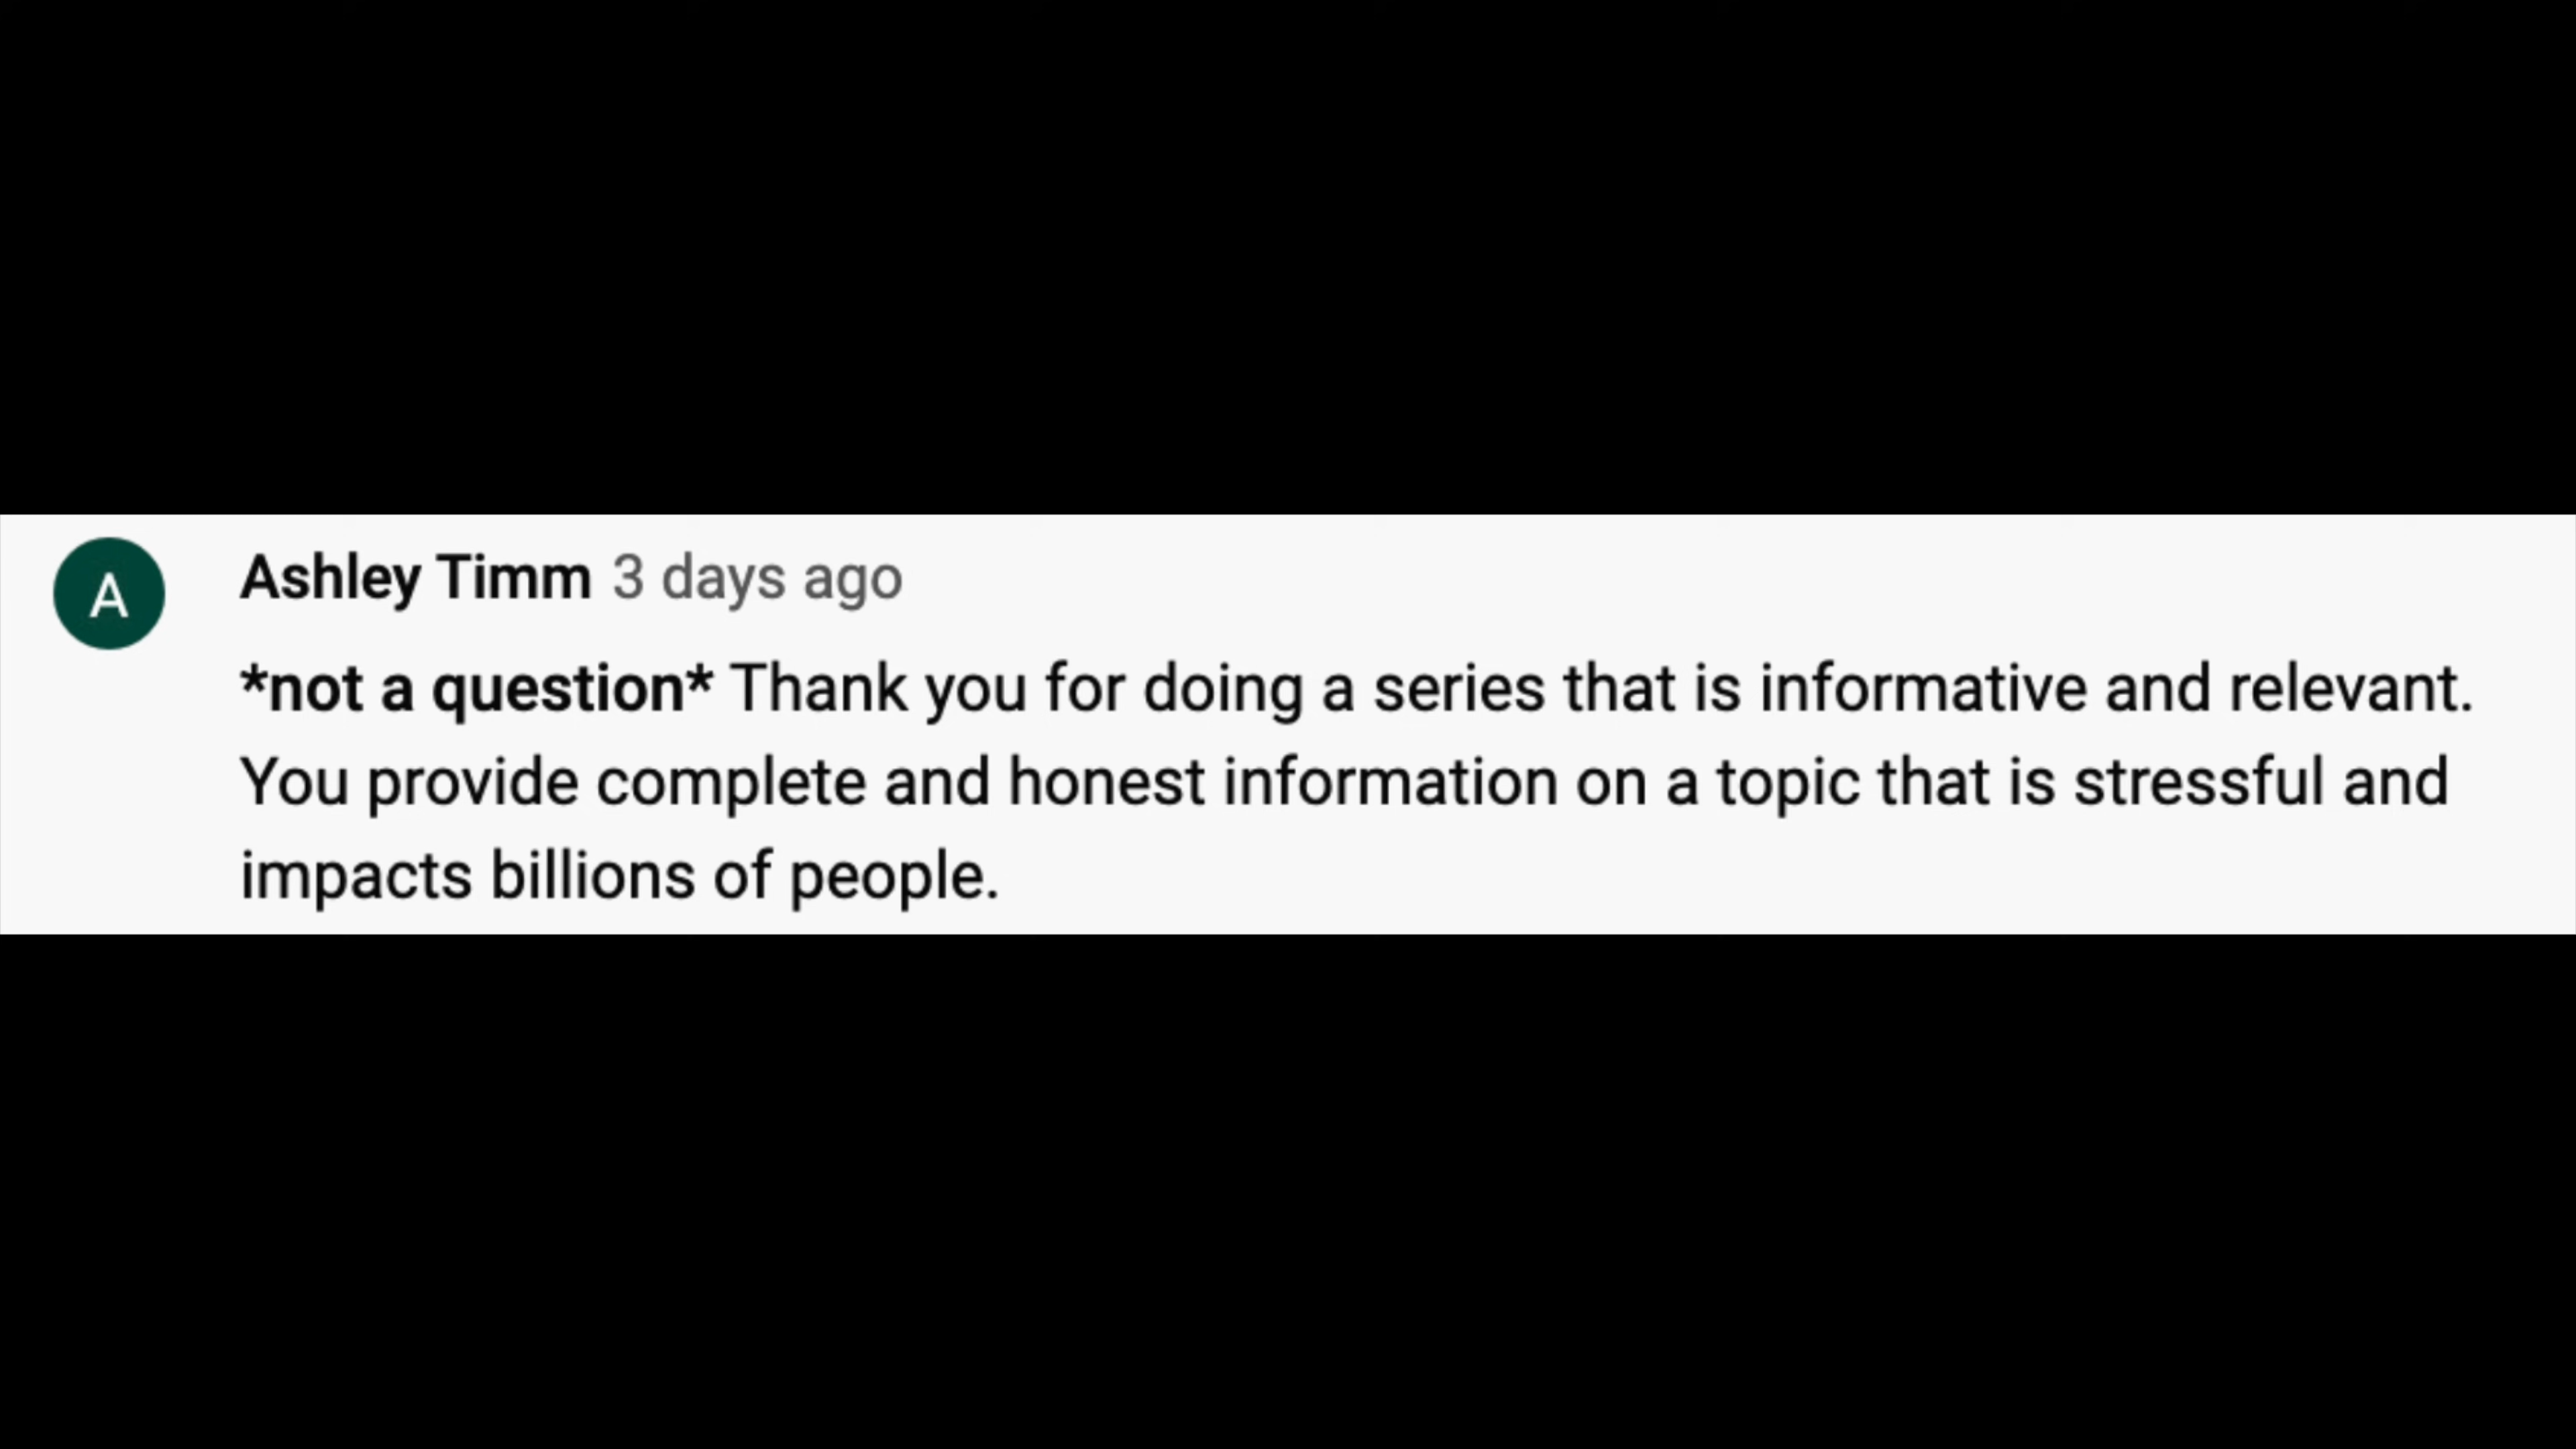 A
Ashley Timm 3 days ago
*not a question* Thank you for doing a series that is informative and relevant.
You provide complete and honest information on a topic that is stressful and
impacts billions of people.